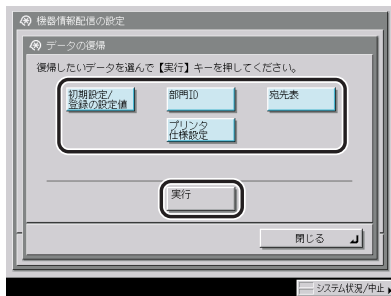 機器情報配信の設定
データの復帰
復帰したいデータを選んで【実行】キーを押してください。
初期設定/
登録の設定値
部門ID
宛先表
プリンタ
仕様設定
実行
閉じる
システム状況/中止